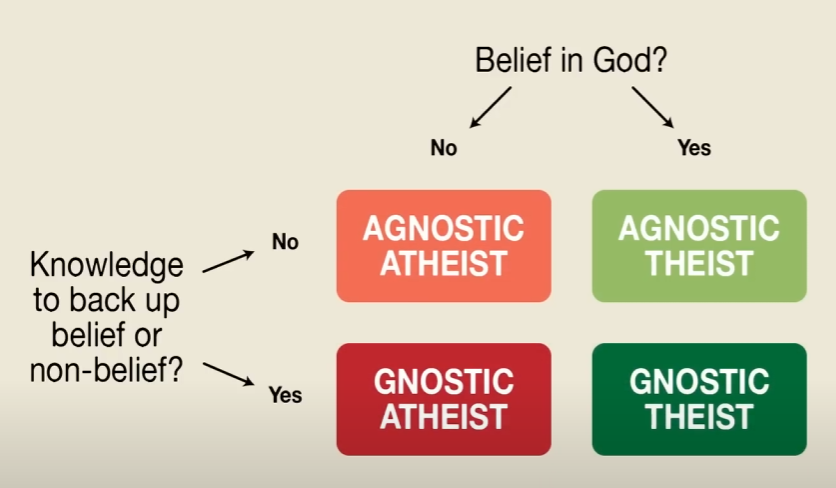 Belief in God?
No
Yes
Knowledge
to back up
belief or
non-belief?
No
AGNOSTIC
ATHEIST
AGNOSTIC
THEIST
Yes
GNOSTIC
ATHEIST
GNOSTIC
THEIST